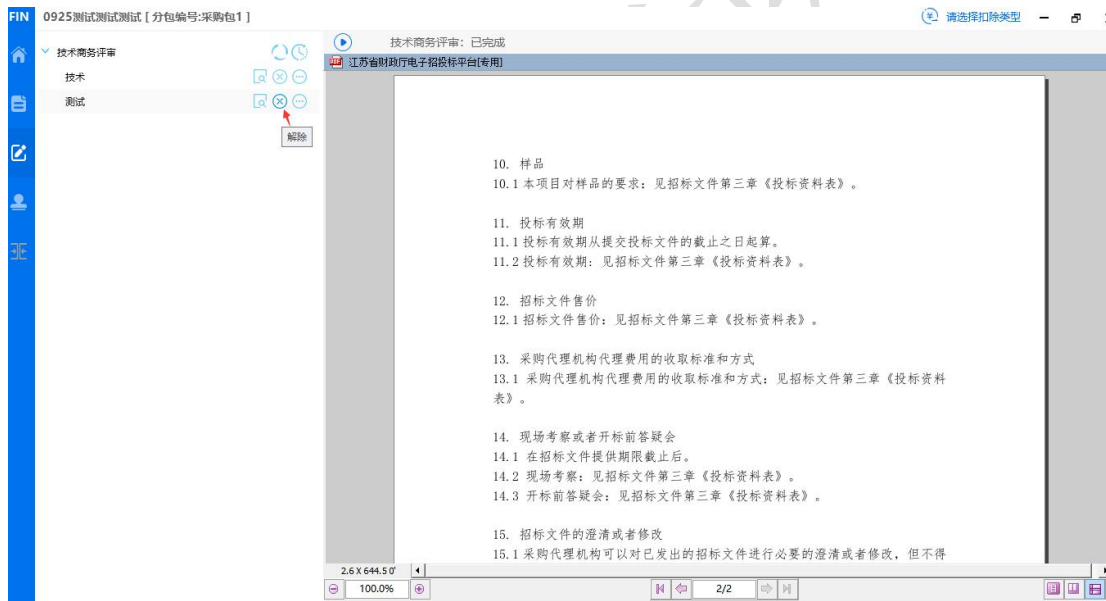 FIN 0925测试测试测试 [ 分包编号:采购包1 ] 请选择扣除类型
技术商务评审
技术
测试
解除
技术商务评审：已完成
江苏省财政厅电子招投标平台[专用]
10. 样品
10.1 本项目对样品的要求：见招标文件第三章《投标资料表》。
11. 投标有效期
11.1 投标有效期从提交投标文件的截止之日起算。
11.2 投标有效期：见招标文件第三章《投标资料表》。
12. 招标文件售价
12.1 招标文件售价：见招标文件第三章《投标资料表》。
13. 采购代理机构代理费用的收取标准和方式
13.1 采购代理机构代理费用的收取标准和方式：见招标文件第三章《投标资料
表》。
14. 现场考察或者开标前答疑会
14.1 在招标文件提供期限截止后。
14.2 现场考察：见招标文件第三章《投标资料表》。
14.3 开标前答疑会：见招标文件第三章《投标资料表》。
15. 招标文件的澄清或者修改
15.1 采购代理机构可以对已发出的招标文件进行必要的澄清或者修改，但不得
2.6 X 644.5 0'
100.0% 2/2